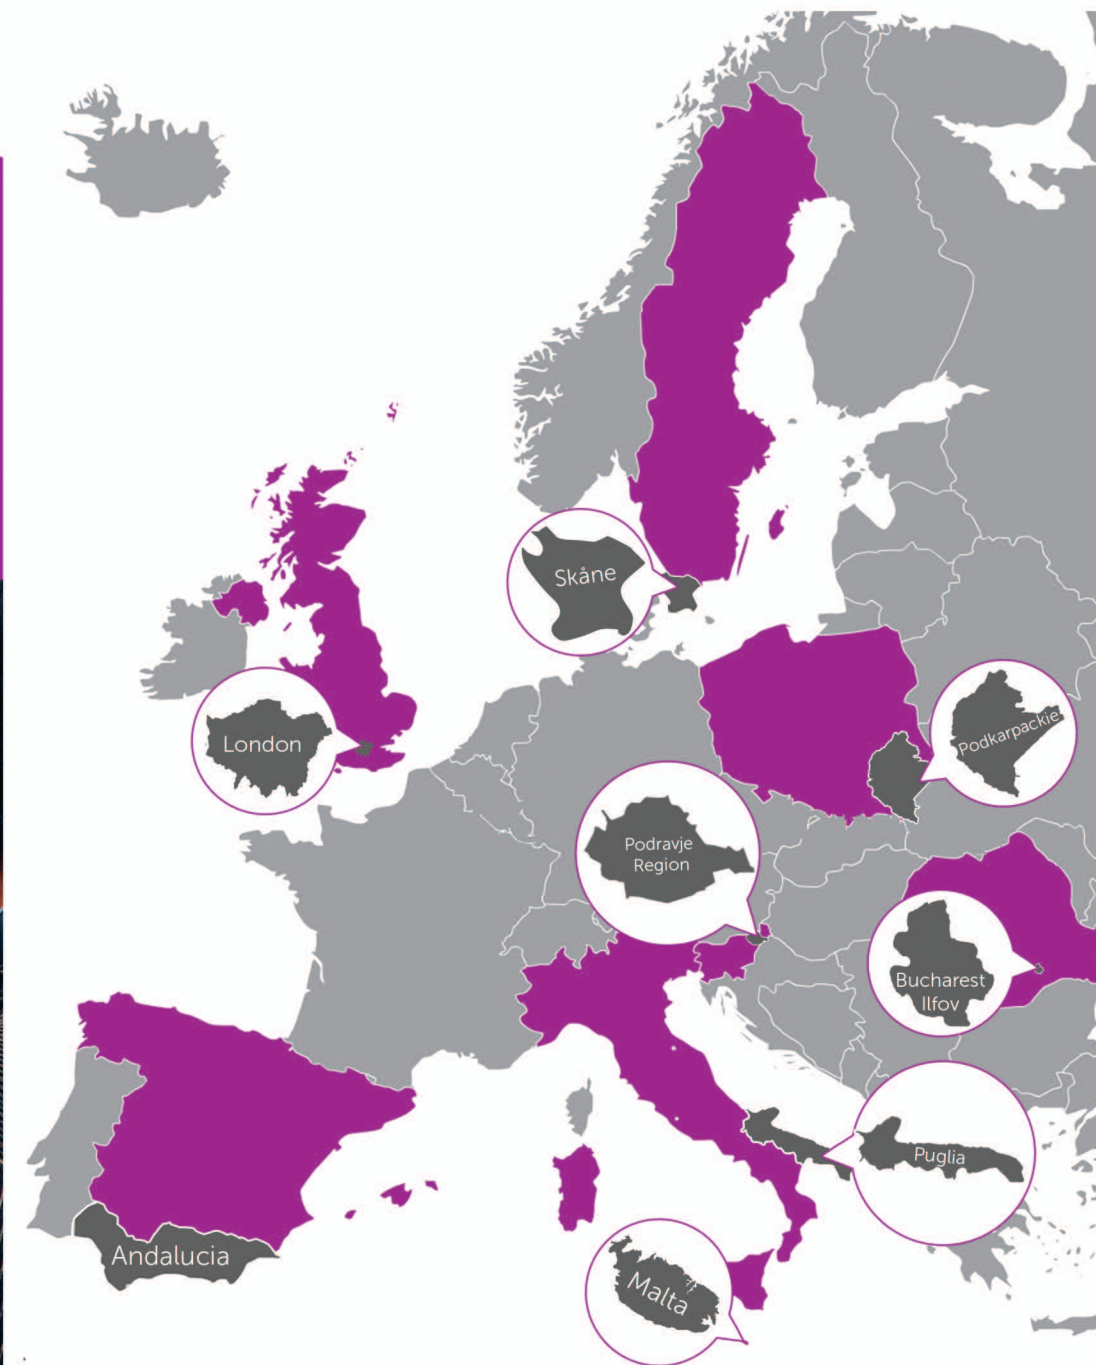 Skåne
London
Podkarpackie
Podravje
Region
Bucharest
Ilfov
Puglia
Andalucia
Malta